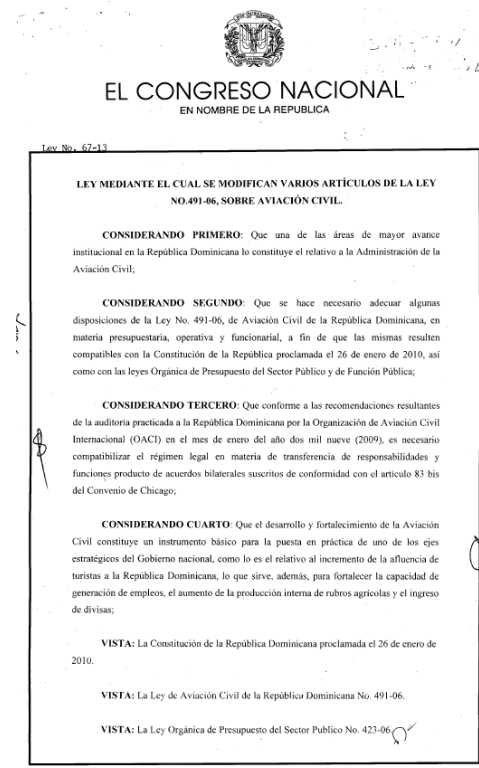 EL CONGRESO NACIONAL
EN NOMBRE DE LA REPUBLICA
Ley No. 67-13
LEY MEDIANTE EL CUAL SE MODIFICAN VARIOS ARTÍCULOS DE LA LEY
NO.491-06, SOBRE AVIACIÓN CIVIL.
CONSIDERANDO PRIMERO: Que una de las áreas de mayor avance
institucional en la República Dominicana lo constituye el relativo a la Administración de la
Aviación Civil;
CONSIDERANDO SEGUNDO: Que se hace necesario adecuar algunas
disposiciones de la Ley No. 491-06, de Aviación Civil de la República Dominicana, en
materia presupuestaria, operativa y funcionarial, a fin de que las mismas resulten
compatibles con la Constitución de la República proclamada el 26 de enero de 2010, así
como con las leyes Orgánica de Presupuesto del Sector Público y de Función Pública;
CONSIDERANDO TERCERO: Que conforme a las recomendaciones resultantes
de la auditoría practicada a la República Dominicana por la Organización de Aviación Civil
Internacional (OACI) en el mes de enero del año dos mil nueve (2009), es necesario
compatibilizar el régimen legal en materia de transferencia de responsabilidades y
funciones producto de acuerdos bilaterales suscritos de conformidad con el artículo 83 bis
del Convenio de Chicago;
CONSIDERANDO CUARTO: Que el desarrollo y fortalecimiento de la Aviación
Civil constituye un instrumento básico para la puesta en práctica de uno de los ejes
estratégicos del Gobierno nacional, como lo es el relativo al incremento de la afluencia de
turistas a la República Dominicana, lo que sirve, además, para fortalecer la capacidad de
generación de empleos, el aumento de la producción interna de rubros agrícolas y el ingreso
de divisas;
VISTA: La Constitución de la República Dominicana proclamada el 26 de enero de
2010.
VISTA: La Ley de Aviación Civil de la República Dominicana No. 491-06.
VISTA: La Ley Orgánica de Presupuesto del Sector Publico No. 423-06.